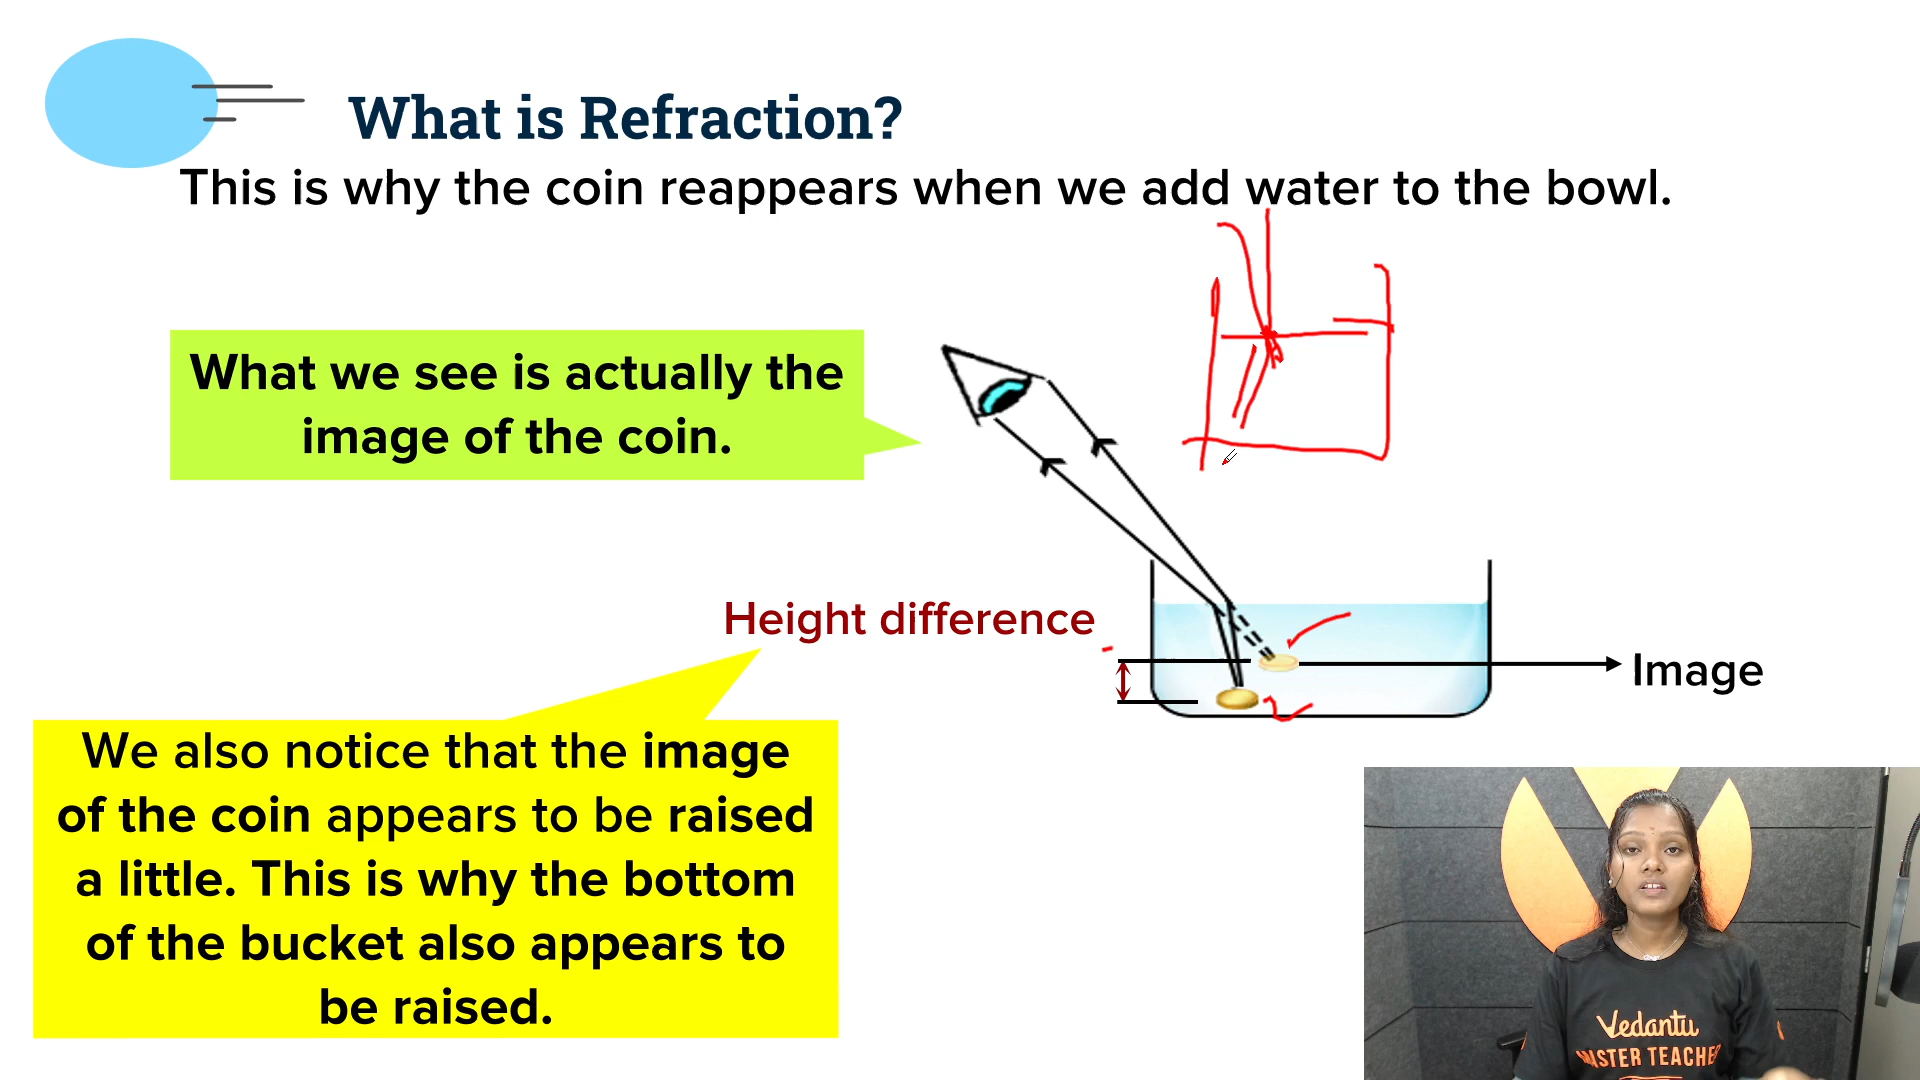 What is Refraction?
This is why the coin reappears when we add water to the bowl.
What we see is actually the
image of the coin.
Height difference
Image
We also notice that the image
of the coin appears to be raised
a little. This is why the bottom
of the bucket also appears to
be raised.
Vedantu
MASTER TEACHER